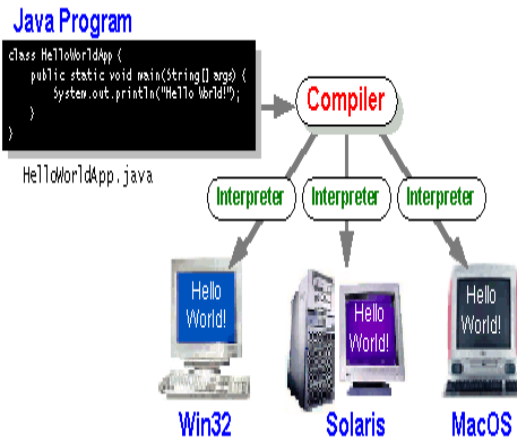 Java Program
class HelloWorldApp {
public static void main(String[] args) {
System.out.println("Hello World!");
}
}
HelloWorldApp.java
Compiler
Interpreter
Interpreter
Interpreter
Hello
World!
Hello
World!
Hello
World!
Win32
Solaris
MacOS